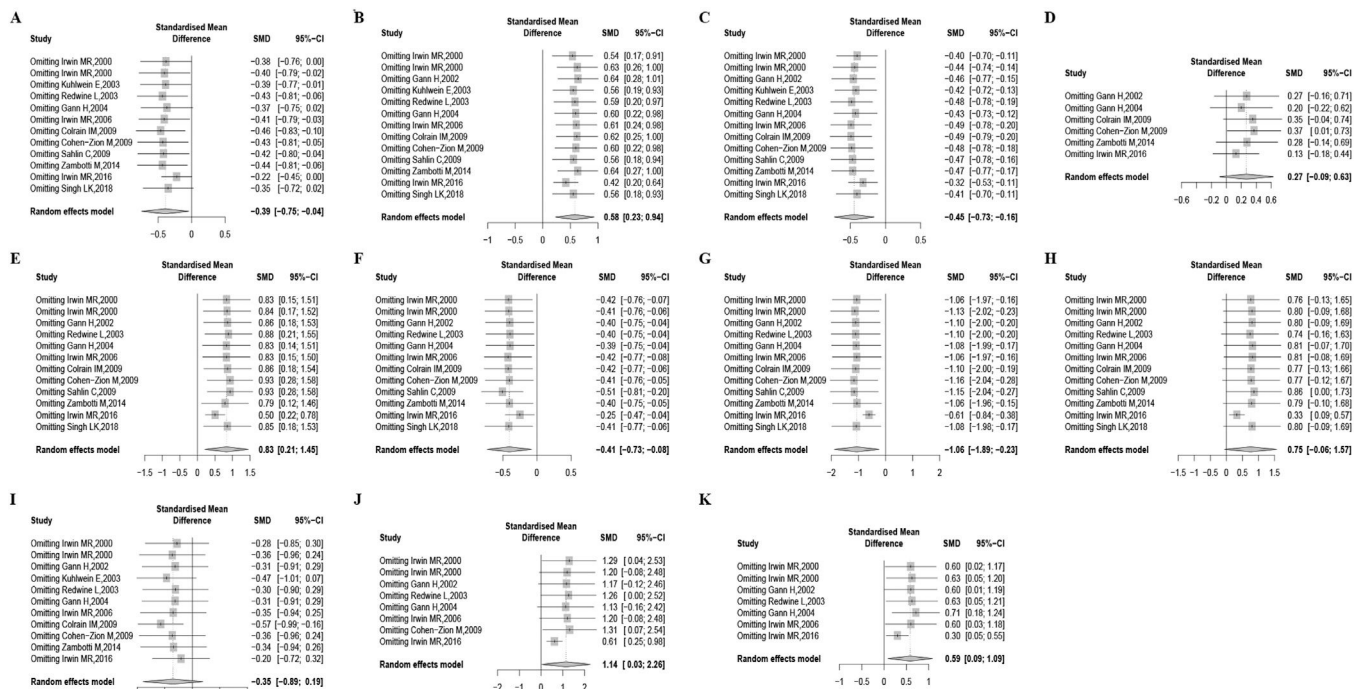 A
Standardised Mean
Study Difference SMD 95%−CI
Omitting Irwin MR,2000 −0.38 [−0.76; 0.00]
Omitting Irwin MR,2000 −0.40 [−0.79; −0.02]
Omitting Kuhlwein E,2003 −0.39 [−0.77; −0.01]
Omitting Redwine L,2003 −0.43 [−0.81; −0.06]
Omitting Gann H,2004 −0.37 [−0.75; 0.02]
Omitting Irwin MR,2006 −0.41 [−0.79; −0.03]
Omitting Colrain IM,2009 −0.46 [−0.83; −0.10]
Omitting Cohen-Zion M,2009 −0.43 [−0.81; −0.05]
Omitting Sahlin C,2009 −0.42 [−0.80; −0.04]
Omitting Zambotti M,2014 −0.44 [−0.81; −0.06]
Omitting Irwin MR,2016 −0.22 [−0.45; 0.00]
Omitting Singh LK,2018 −0.35 [−0.72; 0.02]
Random effects model −0.39 [−0.75; −0.04]
−0.5 0 0.5
B
Standardised Mean
Study Difference SMD 95%−CI
Omitting Irwin MR,2000 0.54 [0.17; 0.91]
Omitting Irwin MR,2000 0.63 [0.26; 1.00]
Omitting Gann H,2002 0.64 [0.28; 1.01]
Omitting Kuhlwein E,2003 0.56 [0.19; 0.93]
Omitting Redwine L,2003 0.59 [0.20; 0.97]
Omitting Gann H,2004 0.60 [0.22; 0.98]
Omitting Irwin MR,2006 0.61 [0.24; 0.98]
Omitting Colrain IM,2009 0.62 [0.25; 1.00]
Omitting Cohen-Zion M,2009 0.60 [0.22; 0.98]
Omitting Sahlin C,2009 0.56 [0.18; 0.94]
Omitting Zambotti M,2014 0.64 [0.27; 1.00]
Omitting Irwin MR,2016 0.42 [0.20; 0.64]
Omitting Singh LK,2018 0.56 [0.18; 0.93]
Random effects model 0.58 [0.23; 0.94]
−1 −0.5 0 0.5 1
C
Standardised Mean
Study Difference SMD 95%−CI
Omitting Irwin MR,2000 −0.40 [−0.70; −0.11]
Omitting Irwin MR,2000 −0.44 [−0.74; −0.14]
Omitting Gann H,2002 −0.46 [−0.77; −0.15]
Omitting Kuhlwein E,2003 −0.42 [−0.72; −0.13]
Omitting Redwine L,2003 −0.48 [−0.78; −0.19]
Omitting Gann H,2004 −0.43 [−0.73; −0.12]
Omitting Irwin MR,2006 −0.49 [−0.78; −0.20]
Omitting Colrain IM,2009 −0.49 [−0.79; −0.20]
Omitting Cohen-Zion M,2009 −0.48 [−0.78; −0.18]
Omitting Sahlin C,2009 −0.47 [−0.78; −0.16]
Omitting Zambotti M,2014 −0.47 [−0.77; −0.17]
Omitting Irwin MR,2016 −0.32 [−0.53; −0.11]
Omitting Singh LK,2018 −0.41 [−0.70; −0.11]
Random effects model −0.45 [−0.73; −0.16]
−0.5 0 0.5
D
Standardised Mean
Study Difference SMD 95%−CI
Omitting Gann H,2002 0.27 [−0.16; 0.71]
Omitting Gann H,2004 0.20 [−0.22; 0.62]
Omitting Colrain IM,2009 0.35 [−0.04; 0.74]
Omitting Cohen-Zion M,2009 0.37 [ 0.01; 0.73]
Omitting Zambotti M,2014 0.28 [−0.14; 0.69]
Omitting Irwin MR,2016 0.13 [−0.18; 0.44]
Random effects model 0.27 [−0.09; 0.63]
−0.6 −0.2 0 0.2 0.4 0.6
E
Standardised Mean
Study Difference SMD 95%−CI
Omitting Irwin MR,2000 0.83 [0.15; 1.51]
Omitting Irwin MR,2000 0.84 [0.17; 1.52]
Omitting Gann H,2002 0.86 [0.18; 1.53]
Omitting Redwine L,2003 0.88 [0.21; 1.55]
Omitting Gann H,2004 0.83 [0.14; 1.51]
Omitting Irwin MR,2006 0.83 [0.15; 1.50]
Omitting Colrain IM,2009 0.86 [0.18; 1.54]
Omitting Cohen-Zion M,2009 0.93 [0.28; 1.58]
Omitting Sahlin C,2009 0.93 [0.28; 1.58]
Omitting Zambotti M,2014 0.79 [0.12; 1.46]
Omitting Irwin MR,2016 0.50 [0.22; 0.78]
Omitting Singh LK,2018 0.85 [0.18; 1.53]
Random effects model 0.83 [0.21; 1.45]
−1.5 −1 −0.5 0 0.5 1 1.5
F
Standardised Mean
Study Difference SMD 95%−CI
Omitting Irwin MR,2000 −0.42 [−0.76; −0.07]
Omitting Irwin MR,2000 −0.41 [−0.76; −0.06]
Omitting Gann H,2002 −0.40 [−0.75; −0.04]
Omitting Redwine L,2003 −0.40 [−0.75; −0.04]
Omitting Gann H,2004 −0.39 [−0.75; −0.04]
Omitting Irwin MR,2006 −0.42 [−0.77; −0.08]
Omitting Colrain IM,2009 −0.42 [−0.77; −0.06]
Omitting Cohen-Zion M,2009 −0.41 [−0.76; −0.05]
Omitting Sahlin C,2009 −0.51 [−0.81; −0.20]
Omitting Zambotti M,2014 −0.40 [−0.75; −0.05]
Omitting Irwin MR,2016 −0.25 [−0.47; −0.04]
Omitting Singh LK,2018 −0.41 [−0.77; −0.06]
Random effects model −0.41 [−0.73; −0.08]
−0.5 0 0.5
G
Standardised Mean
Study Difference SMD 95%−CI
Omitting Irwin MR,2000 −1.06 [−1.97; −0.16]
Omitting Irwin MR,2000 −1.13 [−2.02; −0.23]
Omitting Gann H,2002 −1.10 [−2.00; −0.20]
Omitting Redwine L,2003 −1.10 [−2.00; −0.20]
Omitting Gann H,2004 −1.08 [−1.99; −0.17]
Omitting Irwin MR,2006 −1.06 [−1.97; −0.16]
Omitting Colrain IM,2009 −1.10 [−2.00; −0.19]
Omitting Cohen-Zion M,2009 −1.16 [−2.04; −0.28]
Omitting Sahlin C,2009 −1.15 [−2.04; −0.27]
Omitting Zambotti M,2014 −1.06 [−1.96; −0.15]
Omitting Irwin MR,2016 −0.61 [−0.84; −0.38]
Omitting Singh LK,2018 −1.08 [−1.98; −0.17]
Random effects model −1.06 [−1.89; −0.23]
−2 −1 0 1 2
H
Standardised Mean
Study Difference SMD 95%−CI
Omitting Irwin MR,2000 0.76 [−0.13; 1.65]
Omitting Irwin MR,2000 0.80 [−0.09; 1.68]
Omitting Gann H,2002 0.80 [−0.09; 1.69]
Omitting Redwine L,2003 0.74 [−0.16; 1.63]
Omitting Gann H,2004 0.81 [−0.07; 1.70]
Omitting Irwin MR,2006 0.81 [−0.08; 1.69]
Omitting Colrain IM,2009 0.77 [−0.13; 1.66]
Omitting Cohen-Zion M,2009 0.77 [−0.12; 1.67]
Omitting Sahlin C,2009 0.86 [ 0.00; 1.73]
Omitting Zambotti M,2014 0.79 [−0.10; 1.68]
Omitting Irwin MR,2016 0.33 [ 0.09; 0.57]
Omitting Singh LK,2018 0.80 [−0.09; 1.69]
Random effects model 0.75 [−0.06; 1.57]
−1.5 −0.5 0 0.5 1 1.5
I
Standardised Mean
Study Difference SMD 95%−CI
Omitting Irwin MR,2000 −0.28 [−0.85; 0.30]
Omitting Irwin MR,2000 −0.36 [−0.96; 0.24]
Omitting Gann H,2002 −0.31 [−0.91; 0.29]
Omitting Kuhlwein E,2003 −0.47 [−1.01; 0.07]
Omitting Redwine L,2003 −0.30 [−0.90; 0.29]
Omitting Gann H,2004 −0.31 [−0.91; 0.29]
Omitting Irwin MR,2006 −0.35 [−0.94; 0.25]
Omitting Colrain IM,2009 −0.57 [−0.99; −0.16]
Omitting Cohen-Zion M,2009 −0.36 [−0.96; 0.24]
Omitting Zambotti M,2014 −0.34 [−0.94; 0.26]
Omitting Irwin MR,2016 −0.20 [−0.72; 0.32]
Random effects model −0.35 [−0.89; 0.19]
J
Standardised Mean
Study Difference SMD 95%−CI
Omitting Irwin MR,2000 1.29 [ 0.04; 2.53]
Omitting Irwin MR,2000 1.20 [−0.08; 2.48]
Omitting Gann H,2002 1.17 [−0.12; 2.46]
Omitting Redwine L,2003 1.26 [ 0.00; 2.52]
Omitting Gann H,2004 1.13 [−0.16; 2.42]
Omitting Irwin MR,2006 1.20 [−0.08; 2.48]
Omitting Cohen-Zion M,2009 1.31 [ 0.07; 2.54]
Omitting Irwin MR,2016 0.61 [ 0.25; 0.98]
Random effects model 1.14 [ 0.03; 2.26]
−2 −1 0 1 2
K
Standardised Mean
Study Difference SMD 95%−CI
Omitting Irwin MR,2000 0.60 [0.02; 1.17]
Omitting Irwin MR,2000 0.63 [0.05; 1.20]
Omitting Gann H,2002 0.60 [0.01; 1.19]
Omitting Redwine L,2003 0.63 [0.05; 1.21]
Omitting Gann H,2004 0.71 [0.18; 1.24]
Omitting Irwin MR,2006 0.60 [0.03; 1.18]
Omitting Irwin MR,2016 0.30 [0.05; 0.55]
Random effects model 0.59 [0.09; 1.09]
−1 −0.5 0 0.5 1